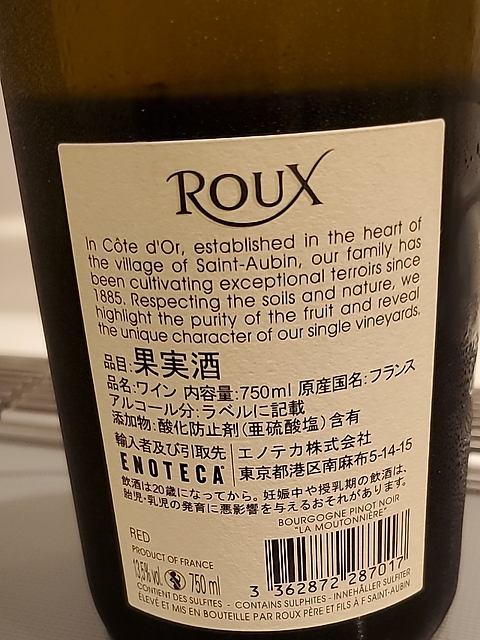 ROUX
In Côte d'Or, established in the heart of
the village of Saint-Aubin, our family has
been cultivating exceptional terroirs since
1885. Respecting the soils and nature, we
highlight the purity of the fruit and reveal
the unique character of our single vineyards.
品目:果実酒
品名:ワイン 内容量:750ml 原産国名:フランス
アルコール分:ラベルに記載
添加物:酸化防止剤(亜硫酸塩)含有
輸入者及び引取先 エノテカ株式会社
ENOTECA 東京都港区南麻布5-14-15
飲酒は20歳になってから。妊娠中や授乳期の飲酒は、
胎児・乳児の発育に悪影響を与えるおそれがあります。
BOURGOGNE PINOT NOIR
"LA MOUTONNIÈRE"
RED
PRODUCT OF FRANCE
13,5% vol. 750 ml
3 362872 287017
CONTIENT DES SULFITES - CONTAINS SULPHITES - INNEHÅLLER SULFITER
ÉLEVÉ ET MIS EN BOUTEILLE PAR ROUX PÈRE ET FILS À F SAINT-AUBIN